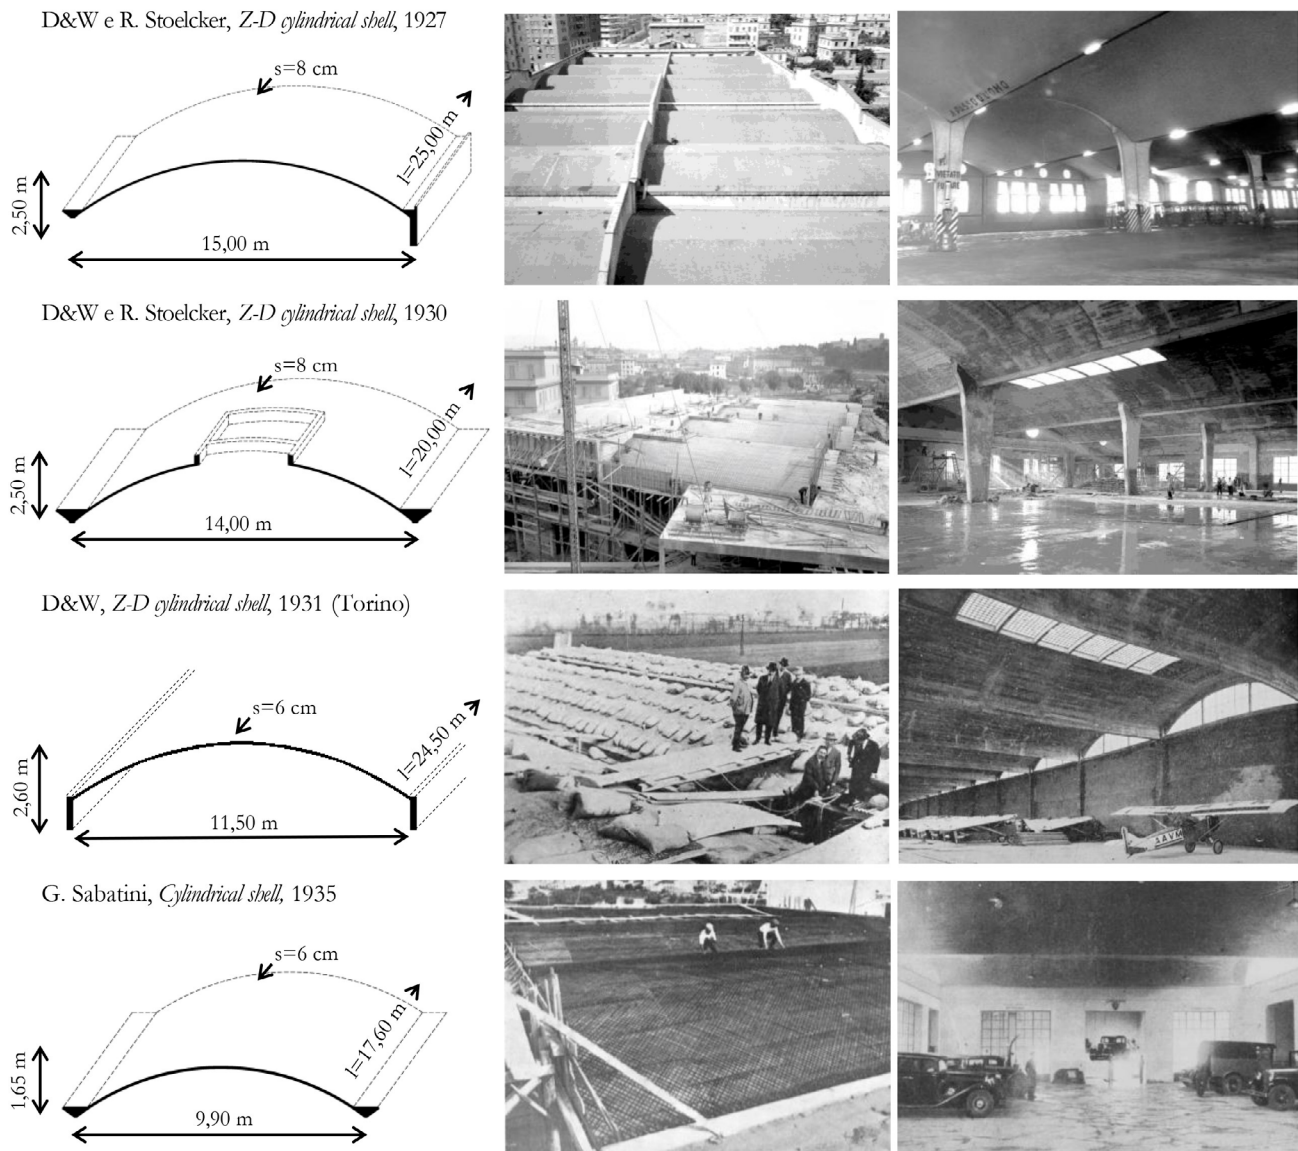 D&W e R. Stoelcker, Z-D cylindrical shell, 1927
s=8 cm
l=25,00 m
2,50 m
15,00 m
VIETATO
FUMARE
D&W e R. Stoelcker, Z-D cylindrical shell, 1930
s=8 cm
l=20,00 m
2,50 m
14,00 m
D&W, Z-D cylindrical shell, 1931 (Torino)
s=6 cm
l=24,50 m
2,60 m
11,50 m
G. Sabatini, Cylindrical shell, 1935
s=6 cm
l=17,60 m
1,65 m
9,90 m